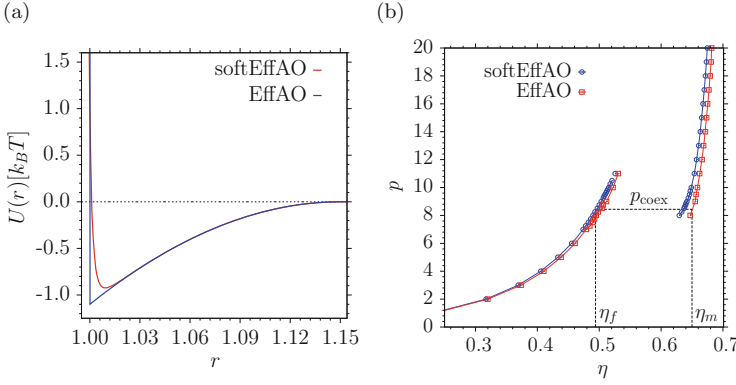 (a)
softEffAO
EffAO
1.5
1.0
0.5
0.0
-0.5
-1.0
U(r)[k_BT]
1.00 1.03 1.06 1.09 1.12 1.15
r
(b)
softEffAO
EffAO
20
18
16
14
12
10
8
6
4
2
0
p
p_coex
η_f
η_m
0.3 0.4 0.5 0.6 0.7
η